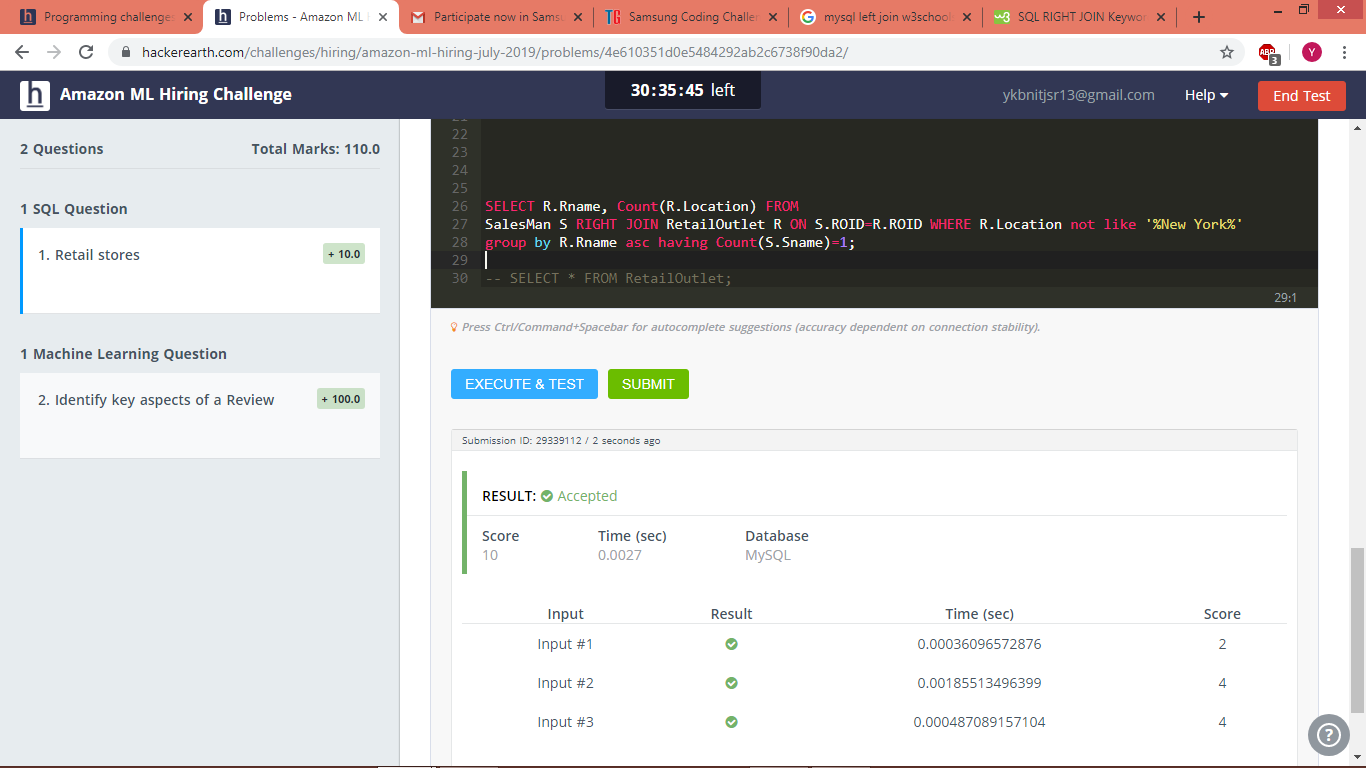 Programming challenges
Problems - Amazon ML H
Participate now in Samsu
TG Samsung Coding Challen
mysql left join w3school
w3 SQL RIGHT JOIN Keywor
hackerearth.com/challenges/hiring/amazon-ml-hiring-july-2019/problems/4e610351d0e5484292ab2c6738f90da2/
ABP
3
Y
h
Amazon ML Hiring Challenge
30:35:45 left
ykbnitjsr13@gmail.com
Help
End Test
2 Questions
Total Marks: 110.0
1 SQL Question
1. Retail stores
+ 10.0
1 Machine Learning Question
2. Identify key aspects of a Review
+ 100.0
21
22
23
24
25
26 SELECT R.Rname, Count(R.Location) FROM
27 SalesMan S RIGHT JOIN RetailOutlet R ON S.ROID=R.ROID WHERE R.Location not like '%New York%'
28 group by R.Rname asc having Count(S.Sname)=1;
29
30 -- SELECT * FROM RetailOutlet;
29:1
Press Ctrl/Command+Spacebar for autocomplete suggestions (accuracy dependent on connection stability).
EXECUTE & TEST
SUBMIT
Submission ID: 29339112 / 2 seconds ago
RESULT: Accepted
Score Time (sec) Database
10 0.0027 MySQL
Input Result Time (sec) Score
Input #1 0.00036096572876 2
Input #2 0.00185513496399 4
Input #3 0.000487089157104 4
?